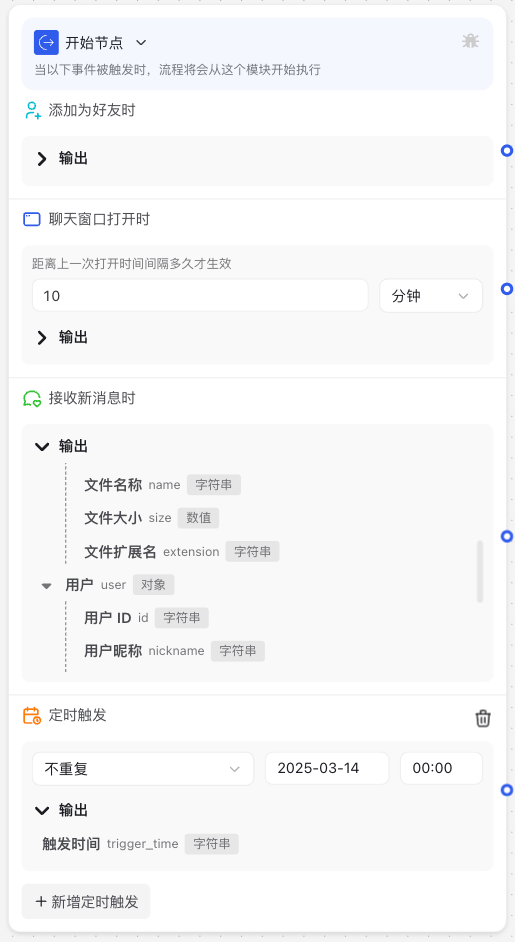 开始节点
当以下事件被触发时，流程将会从这个模块开始执行
添加为好友时
输出
聊天窗口打开时
距离上一次打开时间间隔多久才生效
10 分钟
输出
接收新消息时
输出
文件名称 name 字符串
文件大小 size 数值
文件扩展名 extension 字符串
用户 user 对象
用户 ID id 字符串
用户昵称 nickname 字符串
定时触发
不重复 2025-03-14 00:00
输出
触发时间 trigger_time 字符串
+ 新增定时触发